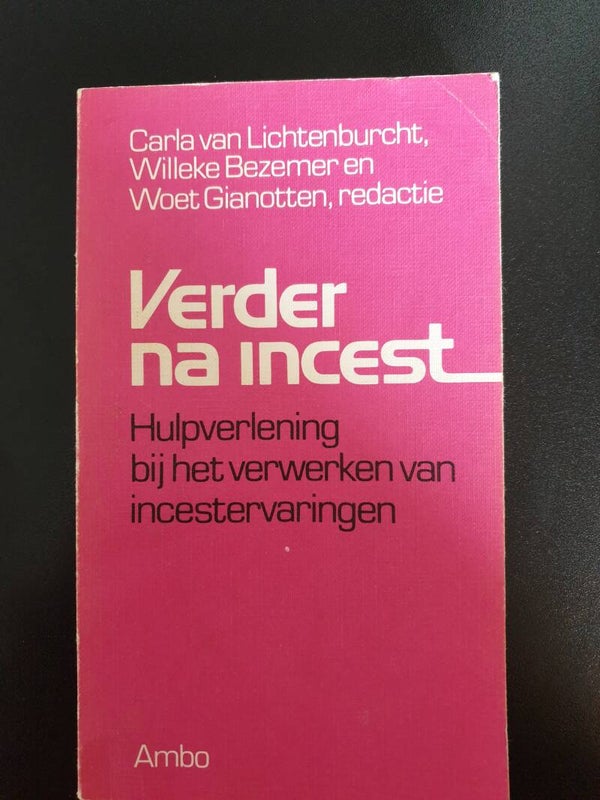 Carla van Lichtenburcht,
Willeke Bezemer en
Woet Gianotten, redactie
Verder
na incest
Hulpverlening
bij het verwerken van
incestervaringen
Ambo